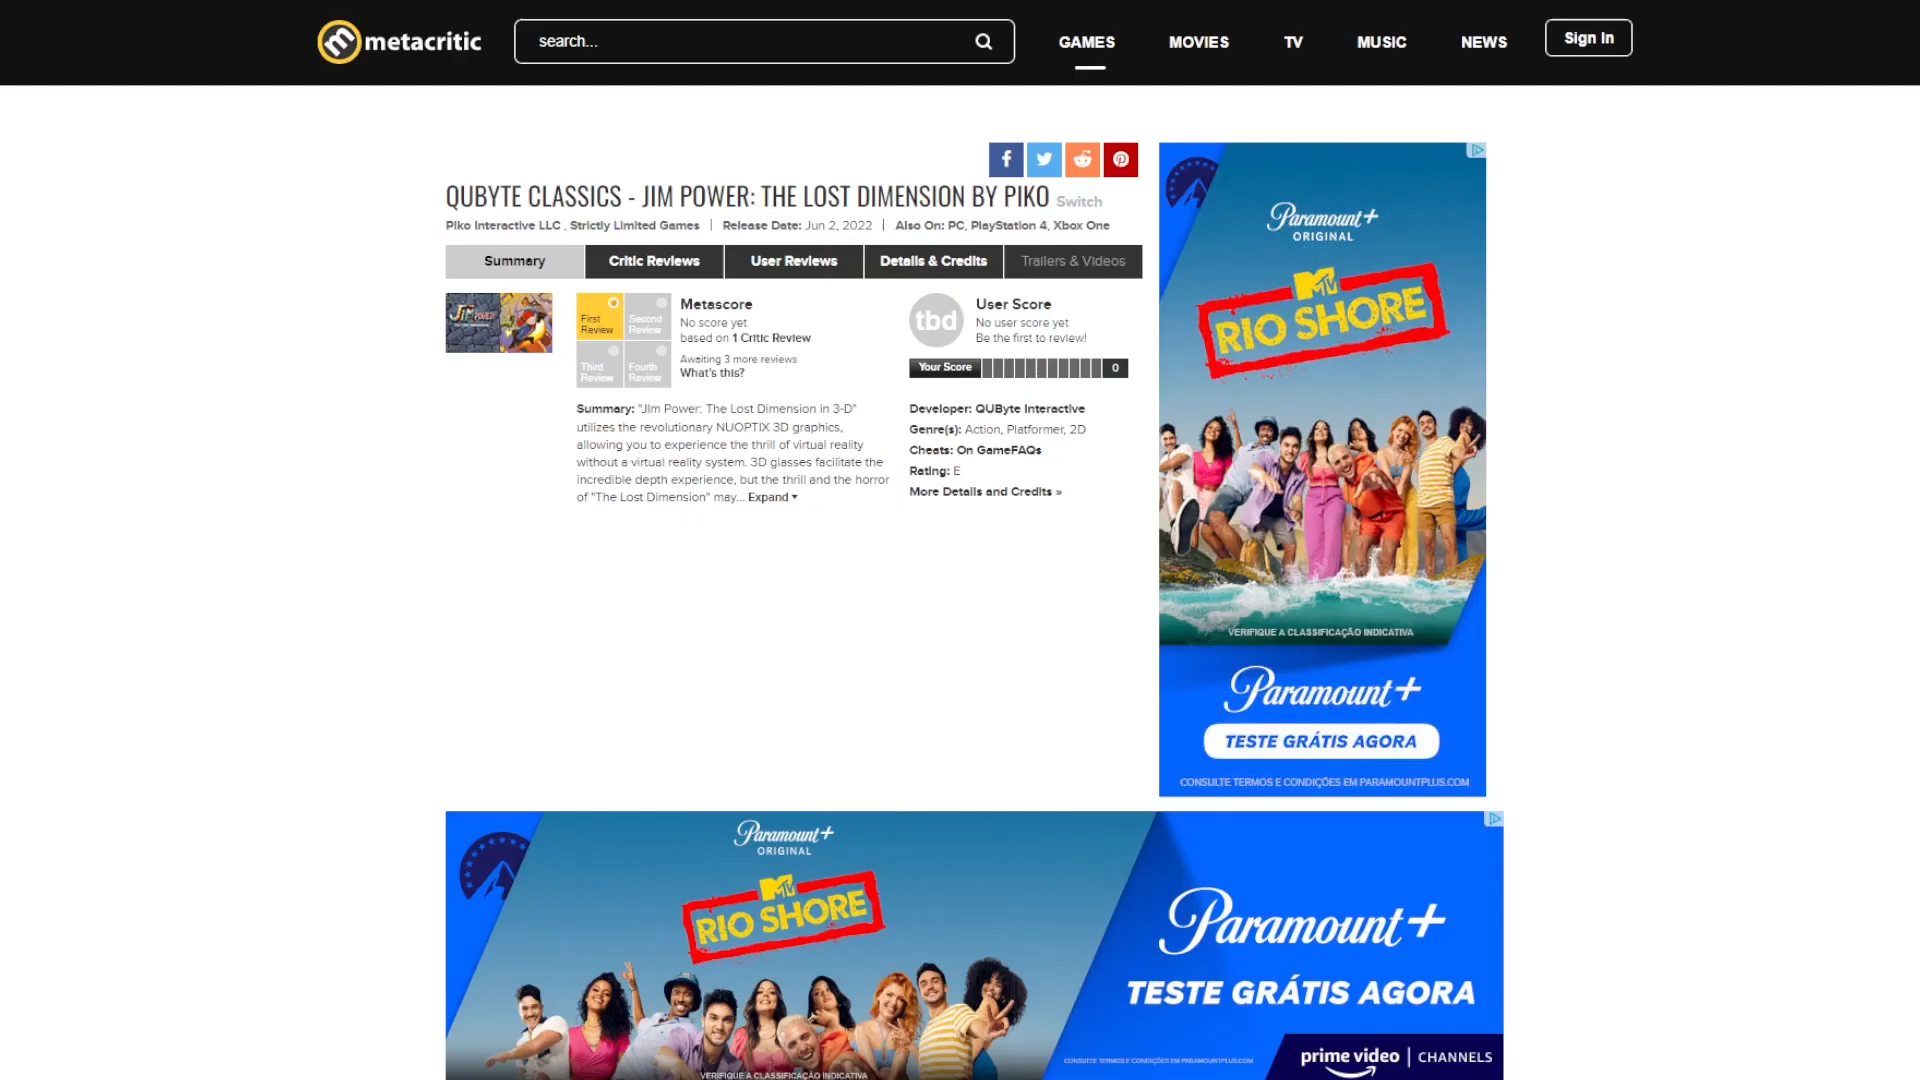 metacritic
search...
GAMES
MOVIES
TV
MUSIC
NEWS
Sign In
QUBYTE CLASSICS - JIM POWER: THE LOST DIMENSION BY PIKO Switch
Piko Interactive LLC , Strictly Limited Games | Release Date: Jun 2, 2022 | Also On: PC, PlayStation 4, Xbox One
Summary
Critic Reviews
User Reviews
Details & Credits
Trailers & Videos
JIM POWER
First Review
Second Review
Third Review
Fourth Review
Metascore
No score yet
based on 1 Critic Review
Awaiting 3 more reviews
What's this?
tbd
User Score
No user score yet
Be the first to review!
Your Score
0
Summary: "Jim Power: The Lost Dimension in 3-D"
utilizes the revolutionary NUOPTIX 3D graphics,
allowing you to experience the thrill of virtual reality
without a virtual reality system. 3D glasses facilitate the
incredible depth experience, but the thrill and the horror
of "The Lost Dimension" may... Expand
Developer: QUByte Interactive
Genre(s): Action, Platformer, 2D
Cheats: On GameFAQs
Rating: E
More Details and Credits »
Paramount+
ORIGINAL
MTV
RIO SHORE
VERIFIQUE A CLASSIFICAÇÃO INDICATIVA
Paramount+
TESTE GRÁTIS AGORA
CONSULTE TERMOS E CONDIÇÕES EM PARAMOUNTPLUS.COM
Paramount+
ORIGINAL
MTV
RIO SHORE
VERIFIQUE A CLASSIFICAÇÃO INDICATIVA
Paramount+
TESTE GRÁTIS AGORA
CONSULTE TERMOS E CONDIÇÕES EM PARAMOUNTPLUS.COM
prime video | CHANNELS